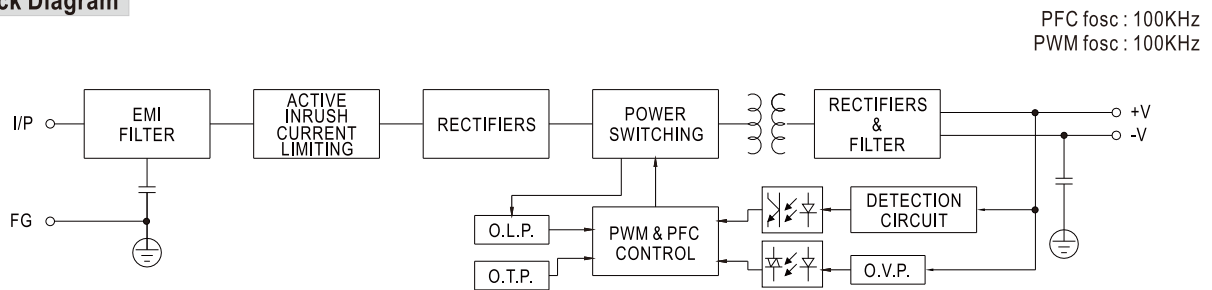 ck Diagram
PFC fosc : 100KHz
PWM fosc : 100KHz
I/P
EMI
FILTER
ACTIVE
INRUSH
CURRENT
LIMITING
RECTIFIERS
POWER
SWITCHING
RECTIFIERS
&
FILTER
+V
-V
FG
O.L.P.
O.T.P.
PWM & PFC
CONTROL
DETECTION
CIRCUIT
O.V.P.